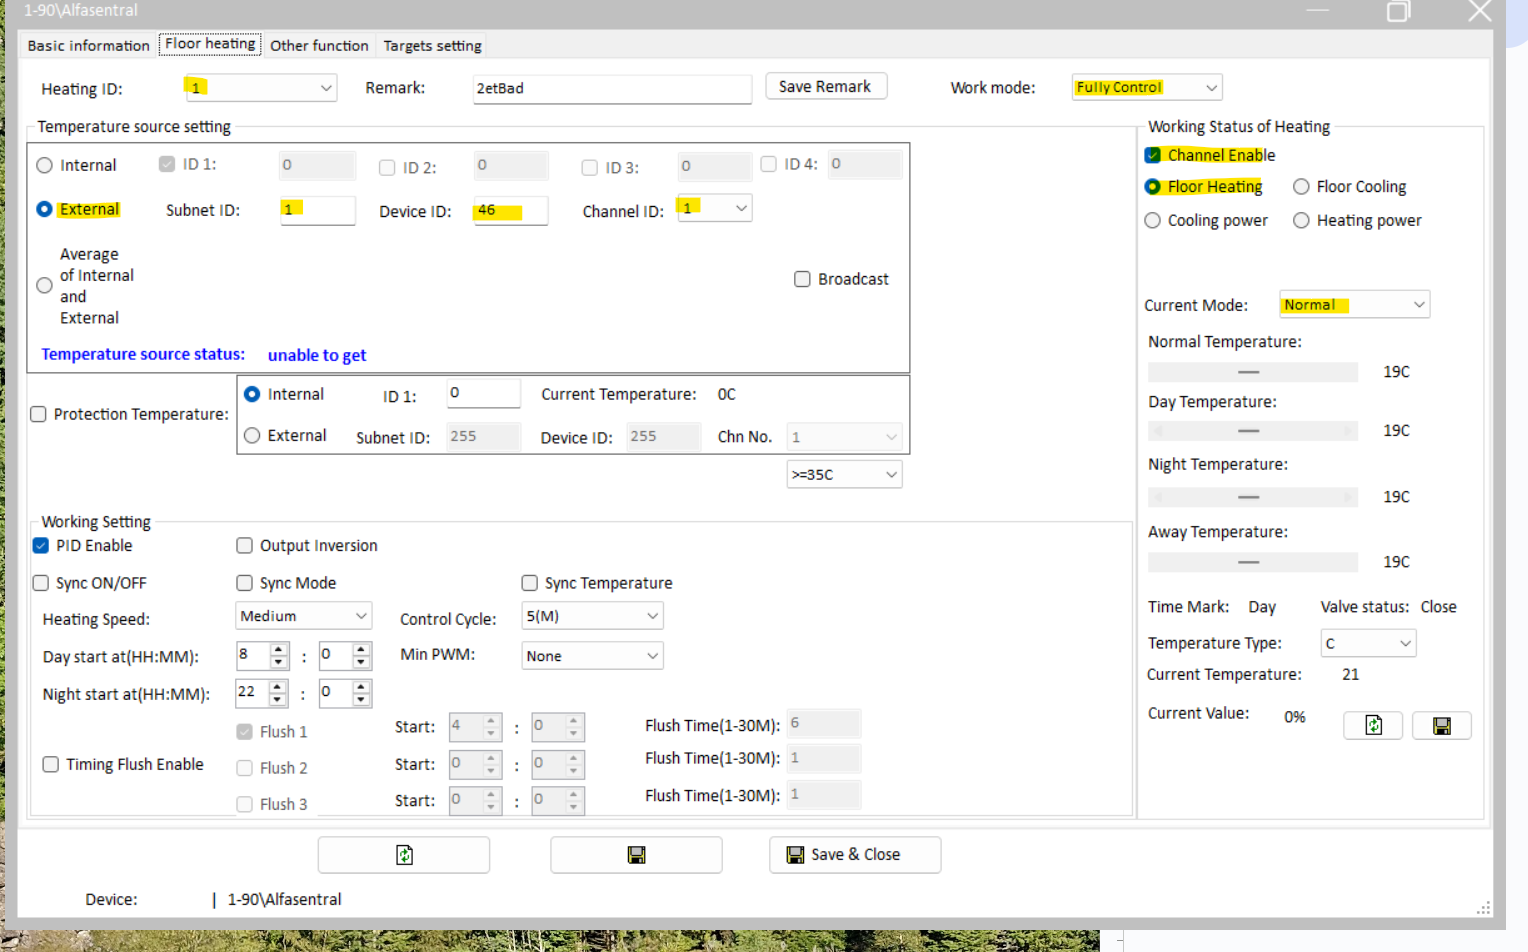 1-90\Alfasentral
Basic information Floor heating Other function Targets setting
Heating ID: 1 Remark: 2etBad Save Remark Work mode: Fully Control
Temperature source setting
Internal ID 1: 0 ID 2: 0 ID 3: 0 ID 4: 0
External Subnet ID: 1 Device ID: 46 Channel ID: 1
Average
of Internal
and
External
Broadcast
Temperature source status: unable to get
Protection Temperature:
Internal ID 1: 0 Current Temperature: 0C
External Subnet ID: 255 Device ID: 255 Chn No. 1
>=35C
Working Setting
PID Enable Output Inversion
Sync ON/OFF Sync Mode Sync Temperature
Heating Speed: Medium Control Cycle: 5(M)
Day start at(HH:MM): 8 : 0 Min PWM: None
Night start at(HH:MM): 22 : 0
Flush 1 Start: 4 : 0 Flush Time(1-30M): 6
Timing Flush Enable Flush 2 Start: 0 : 0 Flush Time(1-30M): 1
Flush 3 Start: 0 : 0 Flush Time(1-30M): 1
Working Status of Heating
Channel Enable
Floor Heating Floor Cooling
Cooling power Heating power
Current Mode: Normal
Normal Temperature:
19C
Day Temperature:
19C
Night Temperature:
19C
Away Temperature:
19C
Time Mark: Day Valve status: Close
Temperature Type: C
Current Temperature: 21
Current Value: 0%
Save & Close
Device: | 1-90\Alfasentral